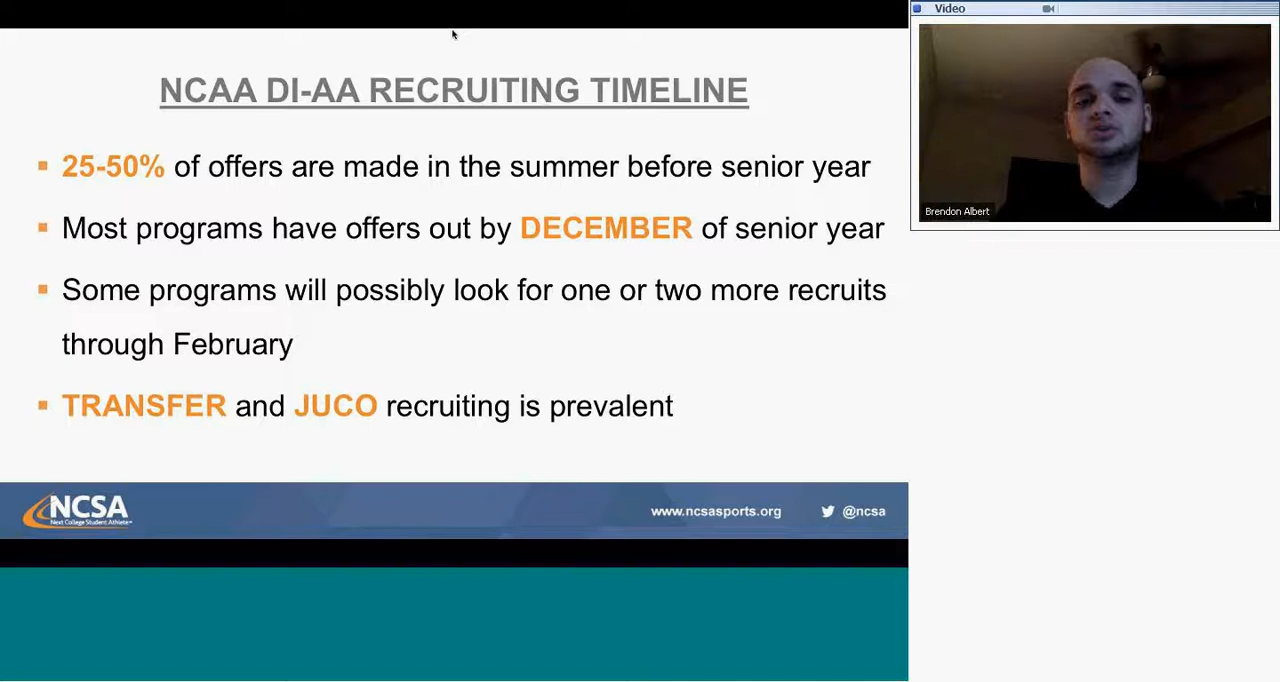 Video
NCAA DI-AA RECRUITING TIMELINE
25-50% of offers are made in the summer before senior year
Most programs have offers out by DECEMBER of senior year
Some programs will possibly look for one or two more recruits
through February
TRANSFER and JUCO recruiting is prevalent
Brendon Albert
NCSA
Next College Student Athlete
www.ncsasports.org
@ncsa